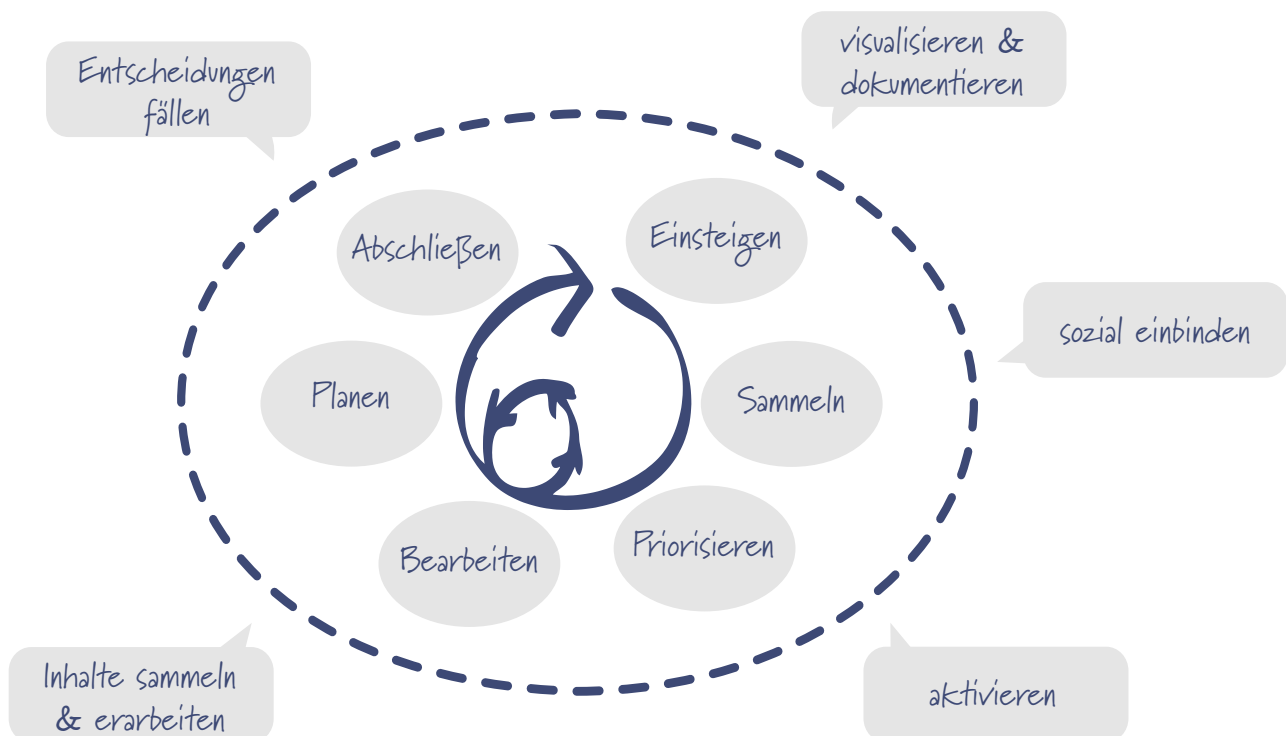 visualisieren &
dokumentieren
Entscheidungen
fällen
Einsteigen
Abschließen
sozial einbinden
Planen
Sammeln
Priorisieren
Bearbeiten
Inhalte sammeln
& erarbeiten
aktivieren